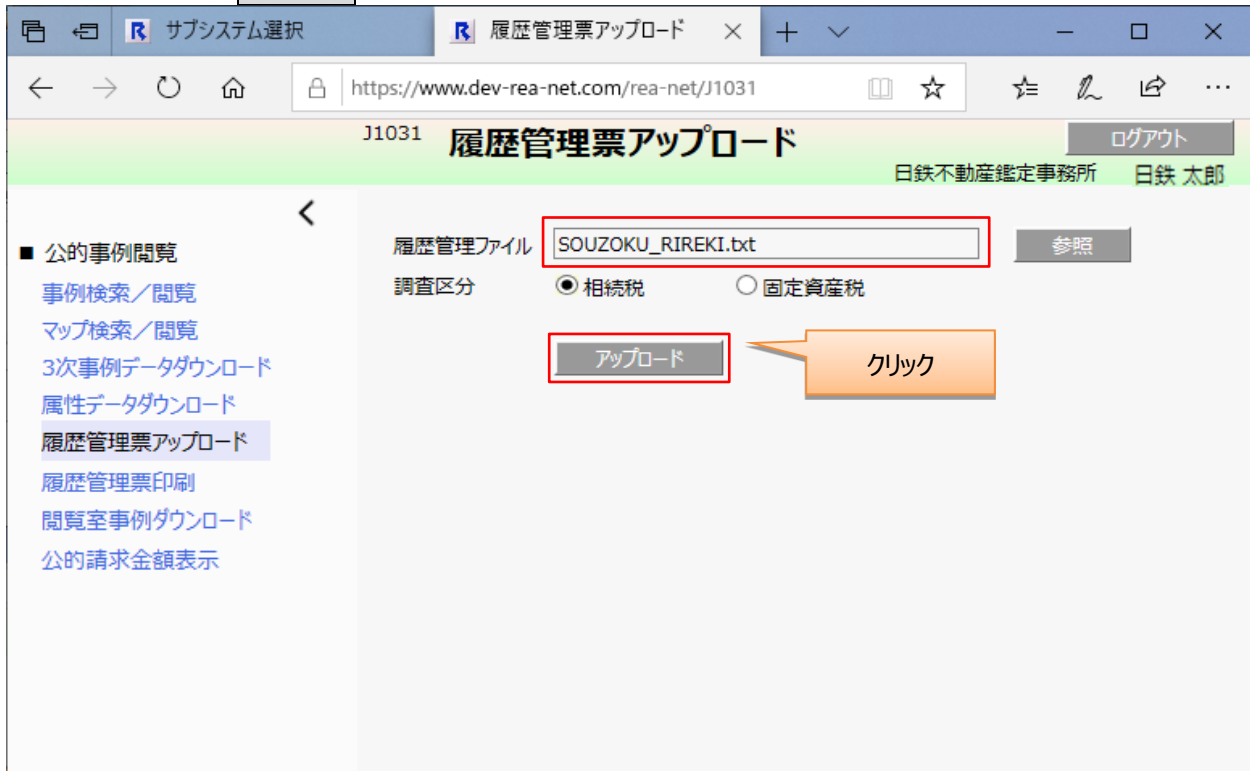 サブシステム選択
履歴管理票アップロード
https://www.dev-rea-net.com/rea-net/J1031
J1031 履歴管理票アップロード
ログアウト
日鉄不動産鑑定事務所 日鉄 太郎
■ 公的事例閲覧
事例検索／閲覧
マップ検索／閲覧
3次事例データダウンロード
属性データダウンロード
履歴管理票アップロード
履歴管理票印刷
閲覧室事例ダウンロード
公的請求金額表示
履歴管理ファイル SOUZOKU_RIREKI.txt 参照
調査区分 相続税 固定資産税
アップロード
クリック